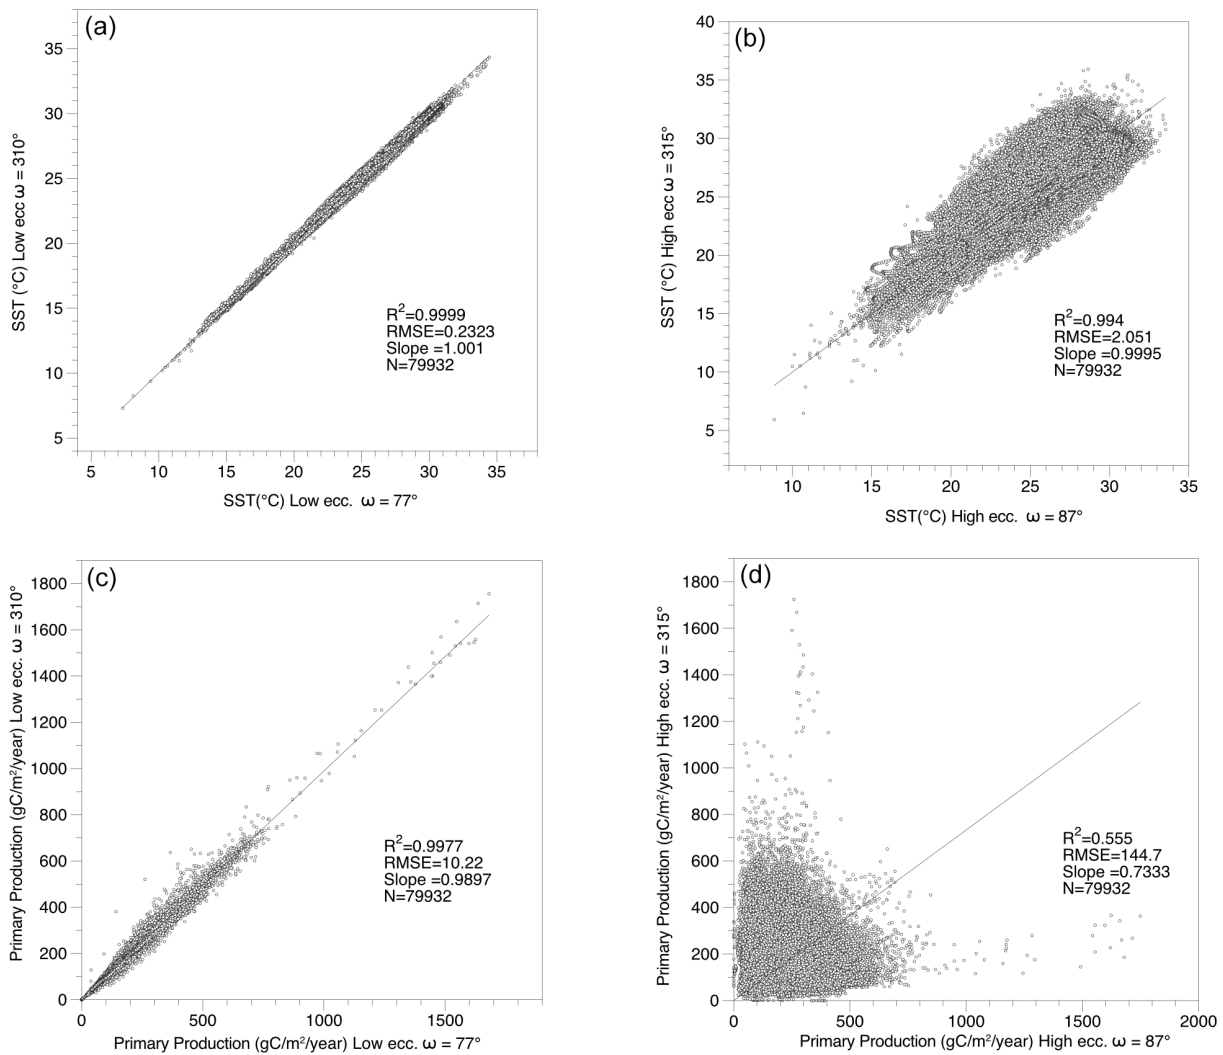 (a)
35
30
25
20
15
10
5
SST (°C) Low ecc ω = 310°
R²=0.9999
RMSE=0.2323
Slope =1.001
N=79932
5 10 15 20 25 30 35
SST(°C) Low ecc. ω = 77°
(b)
40
35
30
25
20
15
10
5
SST (°C) High ecc ω = 315°
R²=0.994
RMSE=2.051
Slope =0.9995
N=79932
10 15 20 25 30 35
SST(°C) High ecc. ω = 87°
(c)
1800
1600
1400
1200
1000
800
600
400
200
0
Primary Production (gC/m²/year) Low ecc. ω = 310°
R²=0.9977
RMSE=10.22
Slope =0.9897
N=79932
0 500 1000 1500
Primary Production (gC/m²/year) Low ecc. ω = 77°
(d)
1800
1600
1400
1200
1000
800
600
400
200
0
Primary Production (gC/m²/year) High ecc. ω = 315°
R²=0.555
RMSE=144.7
Slope =0.7333
N=79932
0 500 1000 1500 2000
Primary Production (gC/m²/year) High ecc. ω = 87°